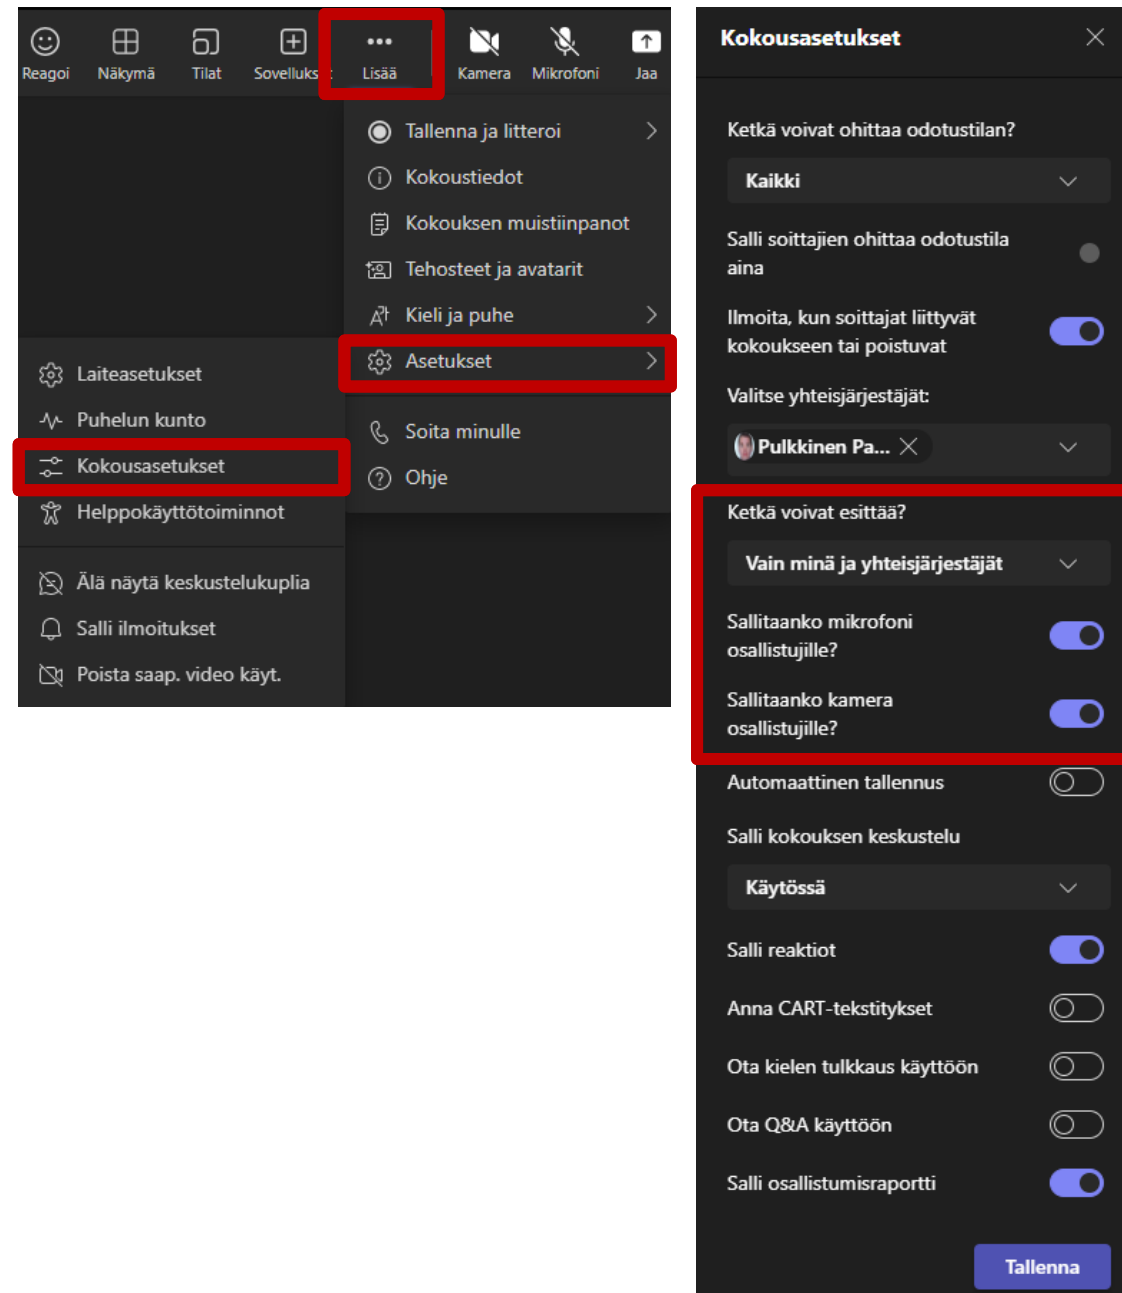 Reagoi Näkymä Tilat Lisää Kamera Mikrofoni Jaa
Tallenna ja litteroi
Kokoustiedot
Kokouksen muistiinpanot
Tehosteet ja avatarit
Kieli ja puhe
Asetukset
Soita minulle
Ohje
Laiteasetukset
Puhelun kunto
Kokousasetukset
Helppokäyttötoiminnot
Älä näytä keskustelukuplia
Salli ilmoitukset
Poista saap. video käyt.
Kokousasetukset
Ketkä voivat ohittaa odotustilan?
Kaikki
Salli soittajien ohittaa odotustila
aina
Ilmoita, kun soittajat liittyvät
kokoukseen tai poistuvat
Valitse yhteisjärjestäjät:
Pulkkinen Pa...
Ketkä voivat esittää?
Vain minä ja yhteisjärjestäjät
Sallitaanko mikrofoni
osallistujille?
Sallitaanko kamera
osallistujille?
Automaattinen tallennus
Salli kokouksen keskustelu
Käytössä
Salli reaktiot
Anna CART-tekstitykset
Ota kielen tulkkaus käyttöön
Ota Q&A käyttöön
Salli osallistumisraportti
Tallenna